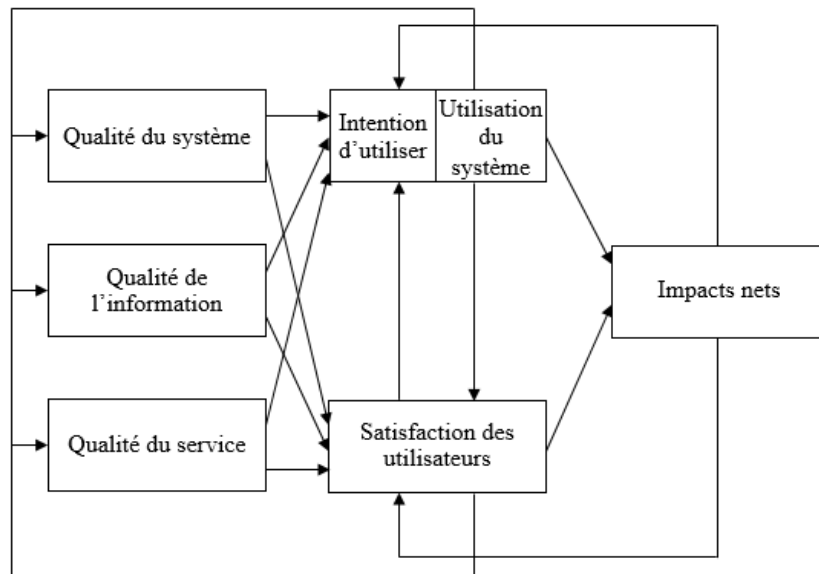 Qualité du système
Intention
d’utiliser
Utilisation
du
système
Qualité de
l’information
Impacts nets
Qualité du service
Satisfaction des
utilisateurs